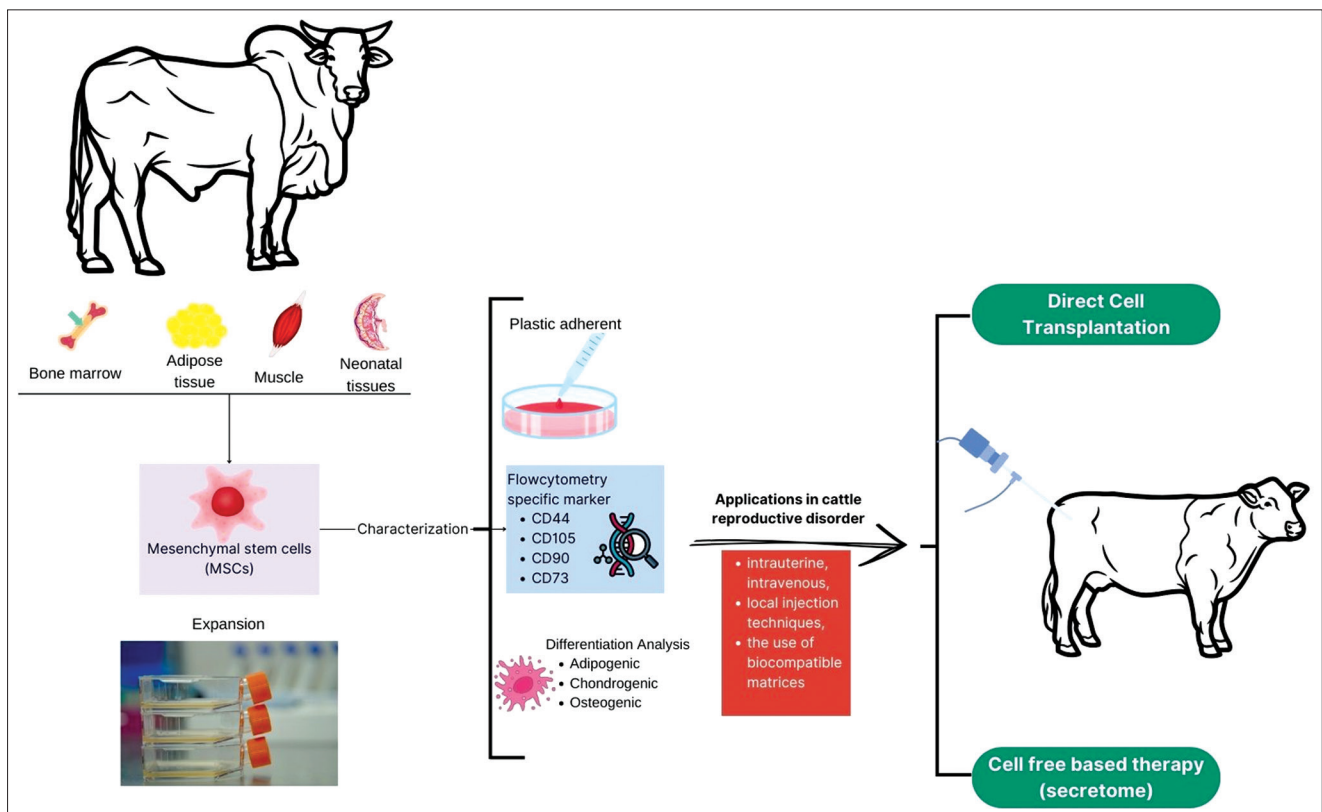 Bone marrow
Adipose
tissue
Muscle
Neonatal
tissues
Mesenchymal stem cells
(MSCs)
Expansion
Characterization
Plastic adherent
Flowcytometry
specific marker
• CD44
• CD105
• CD90
• CD73
Differentiation Analysis
• Adipogenic
• Chondrogenic
• Osteogenic
Applications in cattle
reproductive disorder
• intrauterine,
intravenous,
• local injection
techniques,
• the use of
biocompatible
matrices
Direct Cell
Transplantation
Cell free based therapy
(secretome)